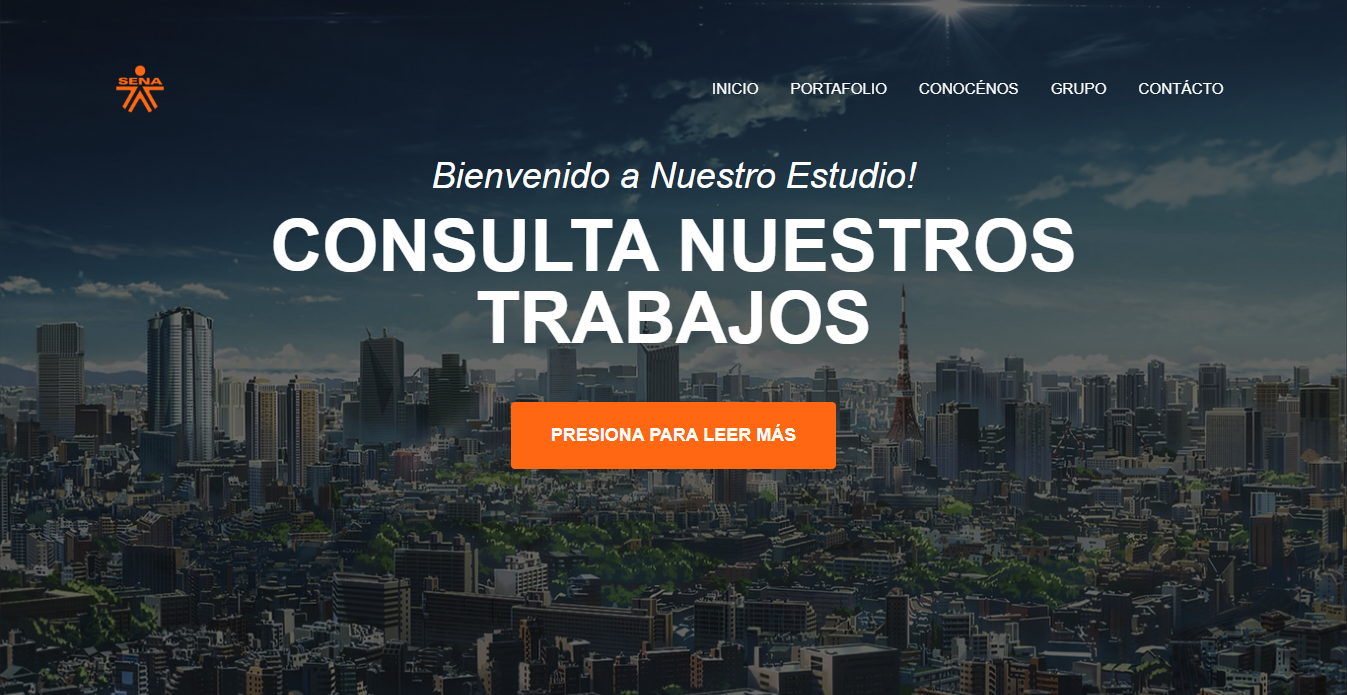 SENA
INICIO PORTAFOLIO CONOCÉNOS GRUPO CONTÁCTO
Bienvenido a Nuestro Estudio!
CONSULTA NUESTROS
TRABAJOS
PRESIONA PARA LEER MÁS